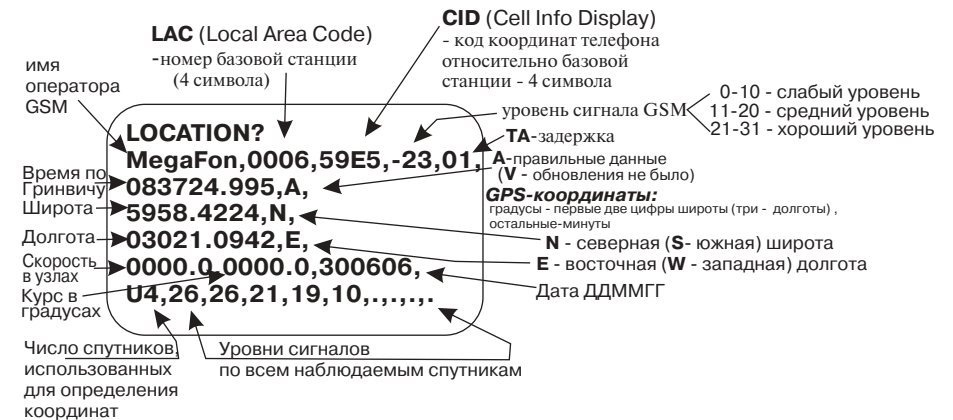 LAC (Local Area Code)
-номер базовой станции
(4 символа)
CID (Cell Info Display)
- код координат телефона
относительно базовой
станции - 4 символа
имя
оператора
GSM
уровень сигнала GSM
0-10 - слабый уровень
11-20 - средний уровень
21-31 - хороший уровень
TA-задержка
A-правильные данные
(V - обновления не было)
GPS-координаты:
градусы - первые две цифры широты (три - долготы) ,
остальные-минуты
N - северная (S- южная) широта
E - восточная (W - западная) долгота
Дата ДДММГГ
LOCATION?
MegaFon,0006,59E5,-23,01,
083724.995,A,
5958.4224,N,
03021.0942,E,
0000.0,0000.0,300606,
U4,26,26,21,19,10,.,.,.,.
Время по
Гринвичу
Широта
Долгота
Скорость
в узлах
Курс в
градусах
Число спутников,
использованных
для определения
координат
Уровни сигналов
по всем наблюдаемым спутникам